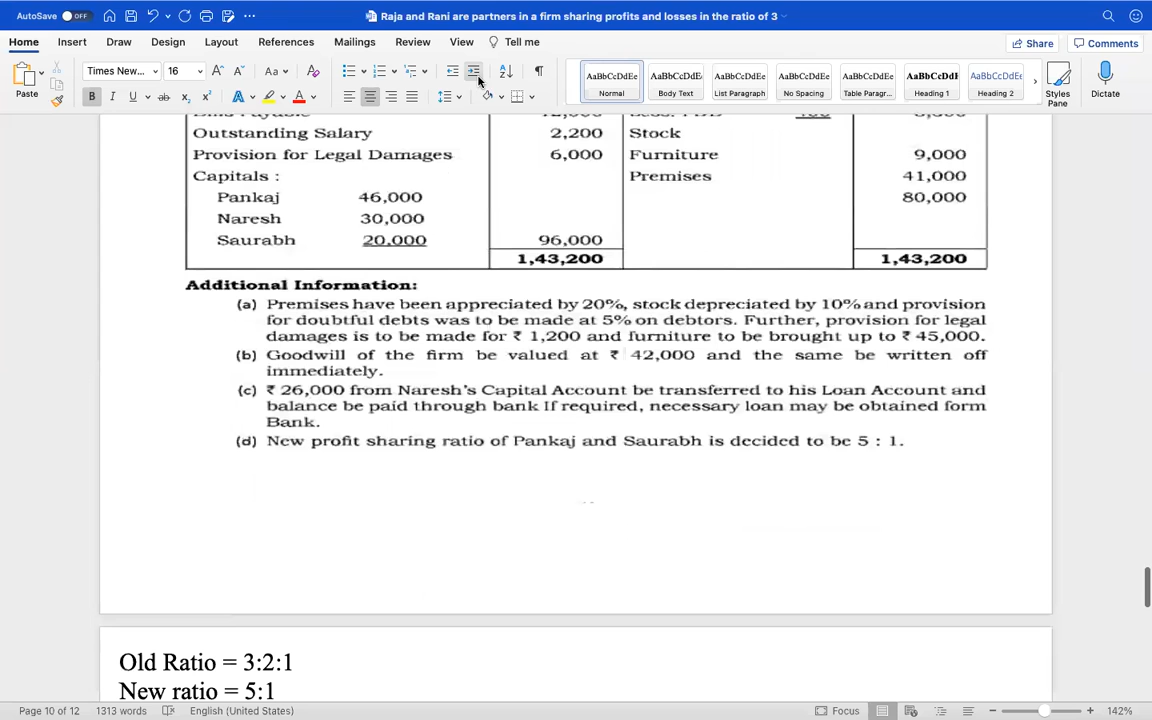 AutoSave OFF
Raja and Rani are partners in a firm sharing profits and losses in the ratio of 3
Home Insert Draw Design Layout References Mailings Review View Tell me
Share Comments
Paste
Times New... 16
AaBbCcDdEe AaBbCcDdEe AaBbCcDdEe AaBbCcDdEe AaBbCcDdEe AaBbCcDdI AaBbCcDdEe
Normal Body Text List Paragraph No Spacing Table Paragr... Heading 1 Heading 2
Styles Pane
Dictate
Outstanding Salary 2,200 Stock
Provision for Legal Damages 6,000 Furniture 9,000
Capitals : Premises 41,000
Pankaj 46,000 80,000
Naresh 30,000
Saurabh 20,000 96,000
1,43,200 1,43,200
Additional Information:
(a) Premises have been appreciated by 20%, stock depreciated by 10% and provision
for doubtful debts was to be made at 5% on debtors. Further, provision for legal
damages is to be made for ₹ 1,200 and furniture to be brought up to ₹ 45,000.
(b) Goodwill of the firm be valued at ₹ 42,000 and the same be written off
immediately.
(c) ₹ 26,000 from Naresh's Capital Account be transferred to his Loan Account and
balance be paid through bank If required, necessary loan may be obtained form
Bank.
(d) New profit sharing ratio of Pankaj and Saurabh is decided to be 5 : 1.
Old Ratio = 3:2:1
New ratio = 5:1
Page 10 of 12 1313 words English (United States) Focus 142%